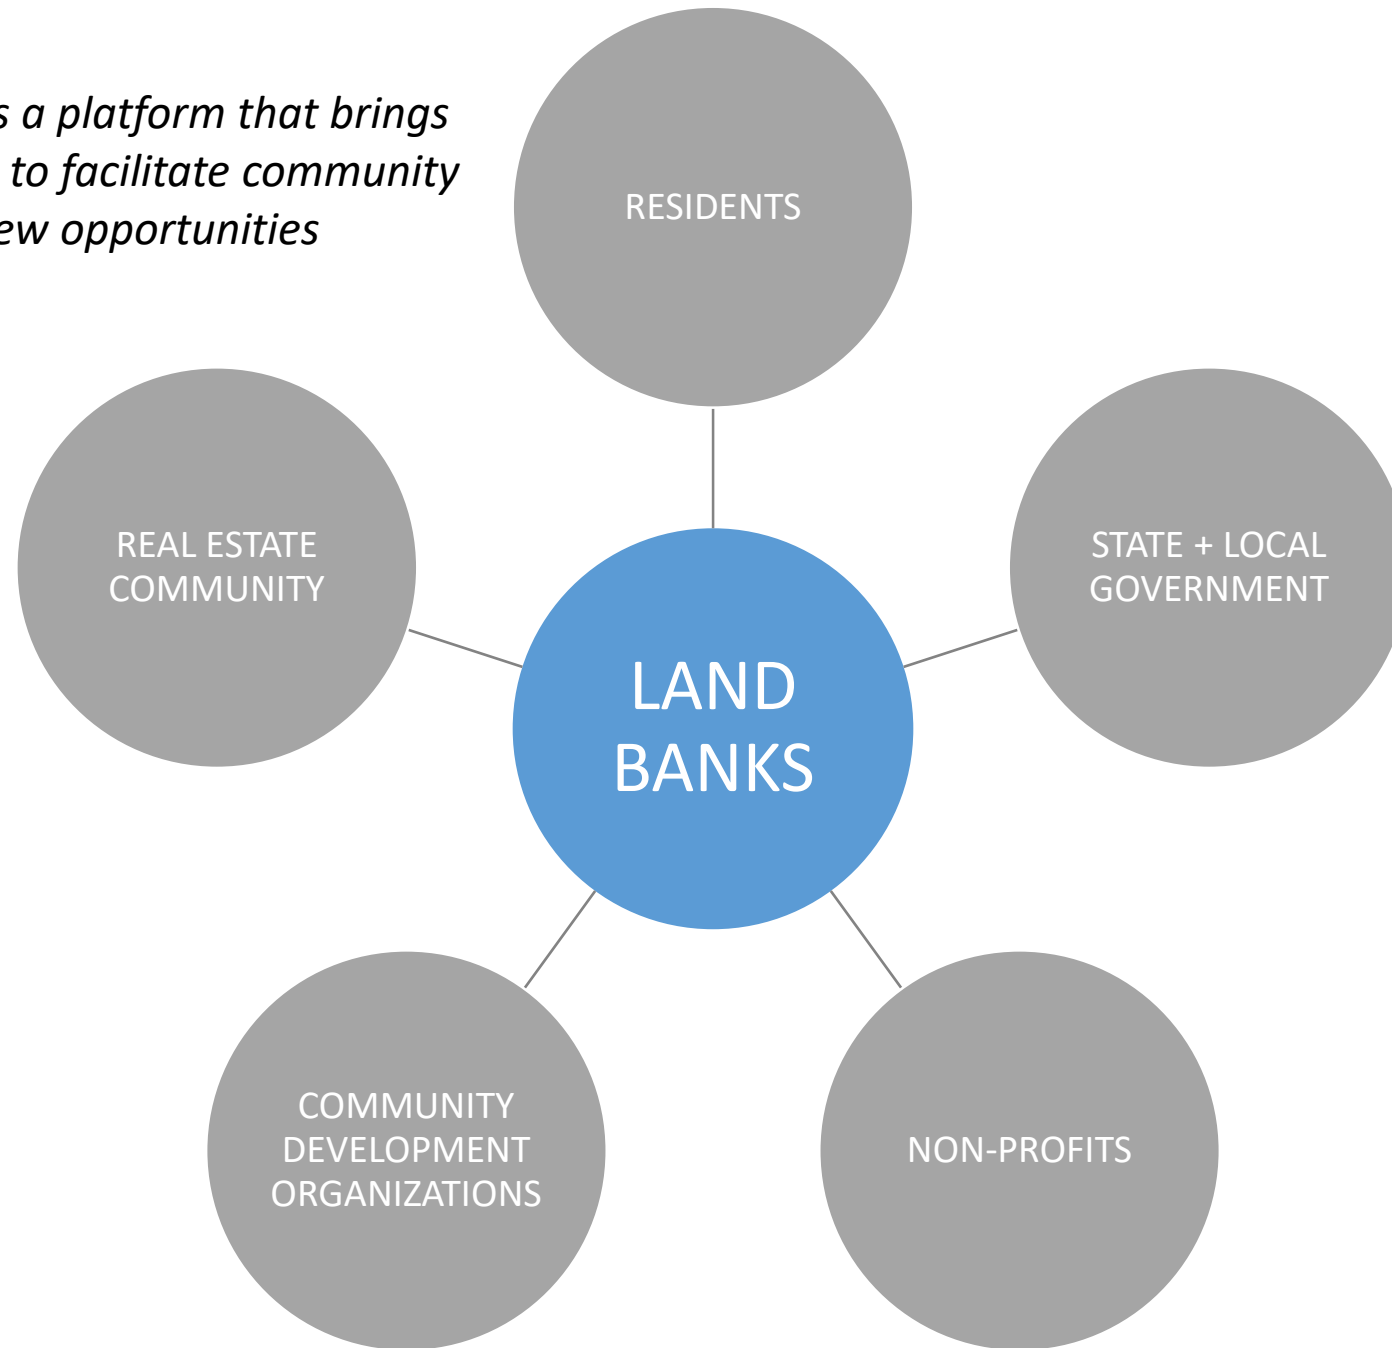 s a platform that brings
to facilitate community
ew opportunities
RESIDENTS
REAL ESTATE
COMMUNITY
STATE + LOCAL
GOVERNMENT
LAND
BANKS
COMMUNITY
DEVELOPMENT
ORGANIZATIONS
NON-PROFITS